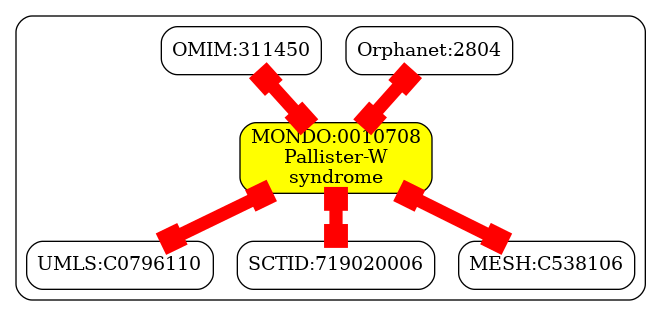 OMIM:311450
Orphanet:2804
MONDO:0010708
Pallister-W
syndrome
UMLS:C0796110
SCTID:719020006
MESH:C538106